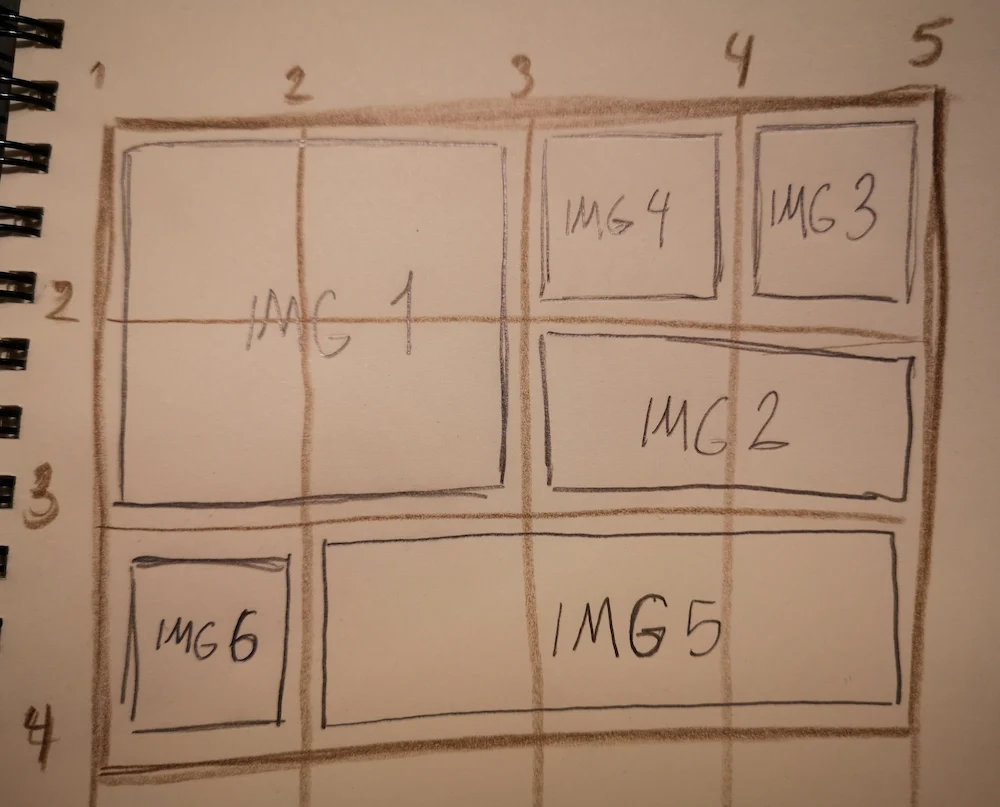 1 2 3 4 5
IMG 4 IMG 3
2 IMG 1
IMG 2
3
IMG 6 IMG 5
4